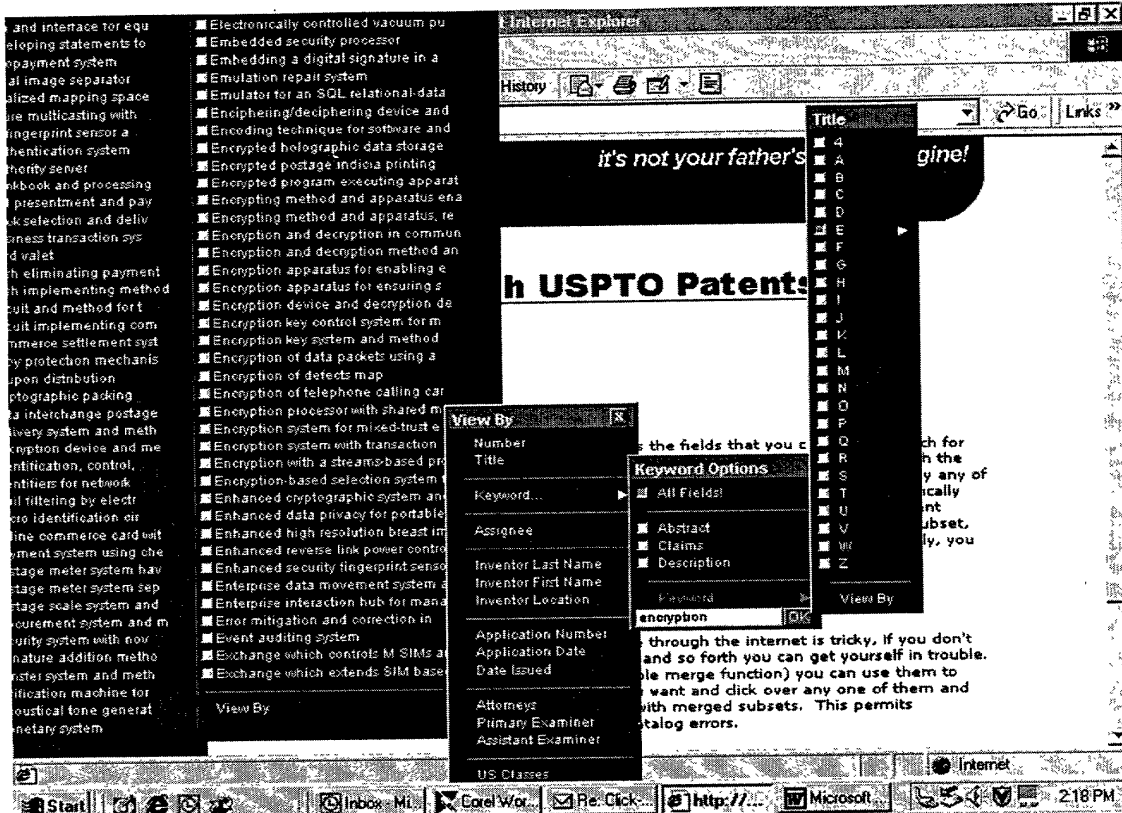 t Internet Explorer
and interface for equ
eloping statements to
payment system
al image separator
alized mapping space
ure multicasting with
fingerprint sensor a
thentication system
thority server
nkbook and processing
presentment and pay
ok selection and deliv
siness transaction sys
rd valet
h eliminating payment
h implementing method
cuit and method for t
cuit implementing com
mmerce settlement syst
py protection mechanis
upon distribution
ptographic packing
ta interchange postage
livery system and meth
cryption device and me
entification, control,
entifiers for network
il filtering by electr
cro identification cir
line commerce card wit
yment system using che
stage meter system hav
stage meter system sep
stage scale system and
ocurement system and m
curity system with nov
nature addition metho
nsfer system and meth
ification machine for
oustical tone generat
onetary system
Electronically controlled vacuum pu
Embedded security processor
Embedding a digital signature in a
Emulation repair system
Emulator for an SQL relational-data
Enciphering/deciphering device and
Encoding technique for software and
Encrypted holographic data storage
Encrypted postage indicia printing
Encrypted program executing apparat
Encrypting method and apparatus ena
Encrypting method and apparatus, re
Encryption and decryption in commun
Encryption and decryption method an
Encryption apparatus for enabling e
Encryption apparatus for ensuring s
Encryption device and decryption de
Encryption key control system for m
Encryption key system and method
Encryption of data packets using a
Encryption of defects map
Encryption of telephone calling car
Encryption processor with shared m
Encryption system for mixed-trust e
Encryption system with transaction
Encryption with a streams-based pro
Encryption-based selection system f
Enhanced cryptographic system an
Enhanced data privacy for portable
Enhanced high resolution breast im
Enhanced reverse link power contro
Enhanced security fingerprint senso
Enterprise data movement system a
Enterprise interaction hub for mana
Error mitigation and correction in
Event auditing system
Exchange which controls M SIMs a
Exchange which extends SIM base
View By
History
Go
Links »
it's not your father's gine!
h USPTO Patents
Title
4
A
B
C
D
E
F
G
H
I
J
K
L
M
N
O
P
Q
R
S
T
U
V
W
Z
View By
View By
Number
Title
Keyword...
Assignee
Inventor Last Name
Inventor First Name
Inventor Location
Application Number
Application Date
Date Issued
Attorneys
Primary Examiner
Assistant Examiner
US Classes
Keyword Options
All Fields!
Abstract
Claims
Description
Keyword
encryption OK
s the fields that you c ch for
h the
y any of
ically
nt
ubset,
ly, you
through the internet is tricky. If you don't
and so forth you can get yourself in trouble.
ole merge function) you can use them to
want and click over any one of them and
with merged subsets. This permits
talog errors.
Internet
Start
Inbox - Mi...
Corel Wor...
Re: Click-...
http://...
Microsoft...
2:18 PM